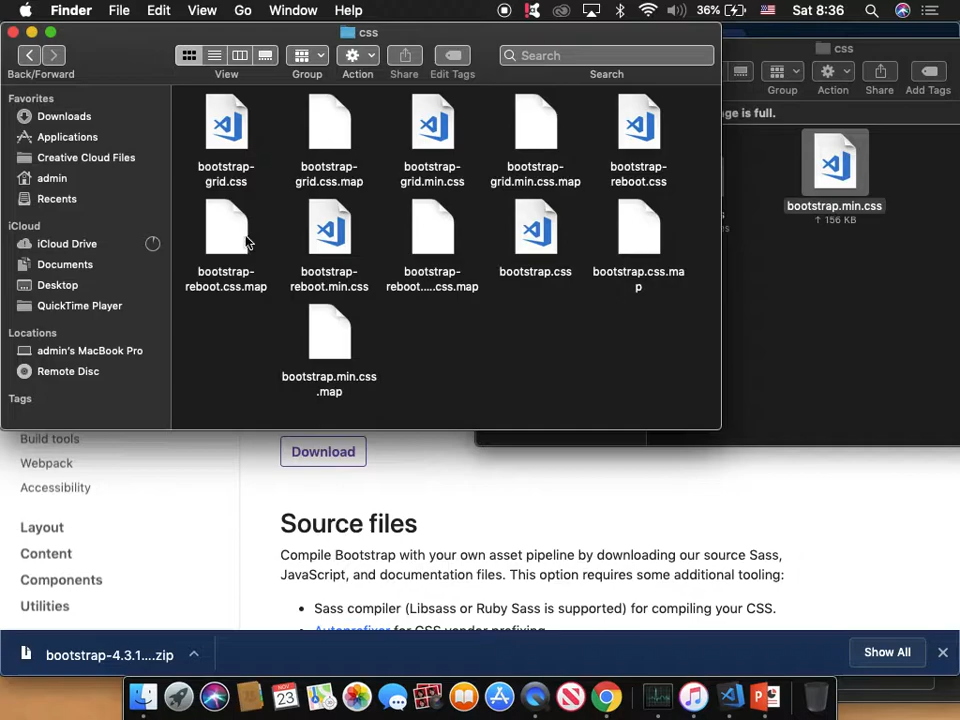 Finder File Edit View Go Window Help 36% Sat 8:36
css
Back/Forward View Group Action Share Edit Tags Search Search
css
Group Action Share Add Tags
ge is full.
Favorites
Downloads
Applications
Creative Cloud Files
admin
Recents
iCloud
iCloud Drive
Documents
Desktop
QuickTime Player
Locations
admin's MacBook Pro
Remote Disc
Tags
bootstrap-
grid.css
bootstrap-
grid.css.map
bootstrap-
grid.min.css
bootstrap-
grid.min.css.map
bootstrap-
reboot.css
bootstrap-
reboot.css.map
bootstrap-
reboot.min.css
bootstrap-
reboot.....css.map
bootstrap.css
bootstrap.css.ma
p
bootstrap.min.css
.map
bootstrap.min.css
↑ 156 KB
Build tools
Webpack
Accessibility
Layout
Content
Components
Utilities
Download
Source files
Compile Bootstrap with your own asset pipeline by downloading our source Sass,
JavaScript, and documentation files. This option requires some additional tooling:
• Sass compiler (Libsass or Ruby Sass is supported) for compiling your CSS.
• Autoprefixer for CSS vendor prefixing
bootstrap-4.3.1....zip
Show All
NOV
23